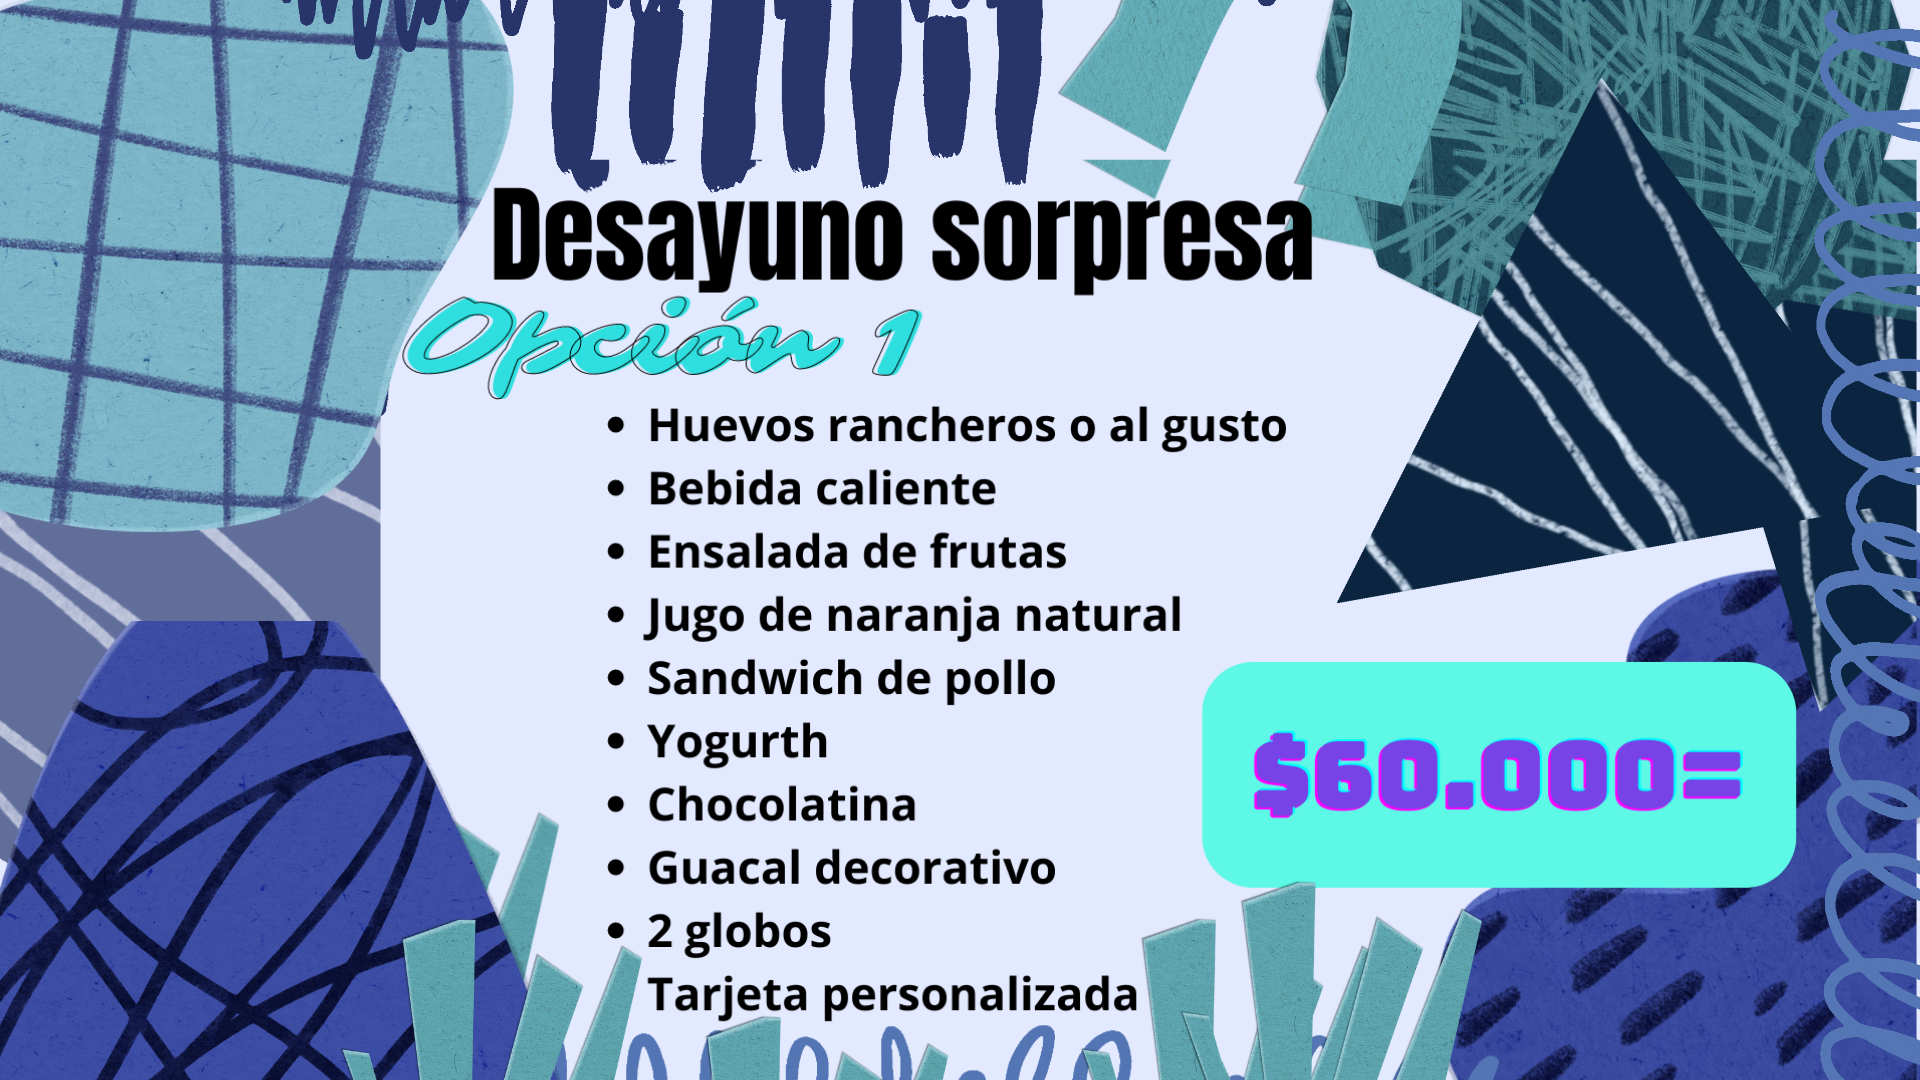 Desayuno sorpresa
Opción 1
• Huevos rancheros o al gusto
• Bebida caliente
• Ensalada de frutas
• Jugo de naranja natural
• Sandwich de pollo
• Yogurth
• Chocolatina
• Guacal decorativo
• 2 globos
Tarjeta personalizada
$60.000=